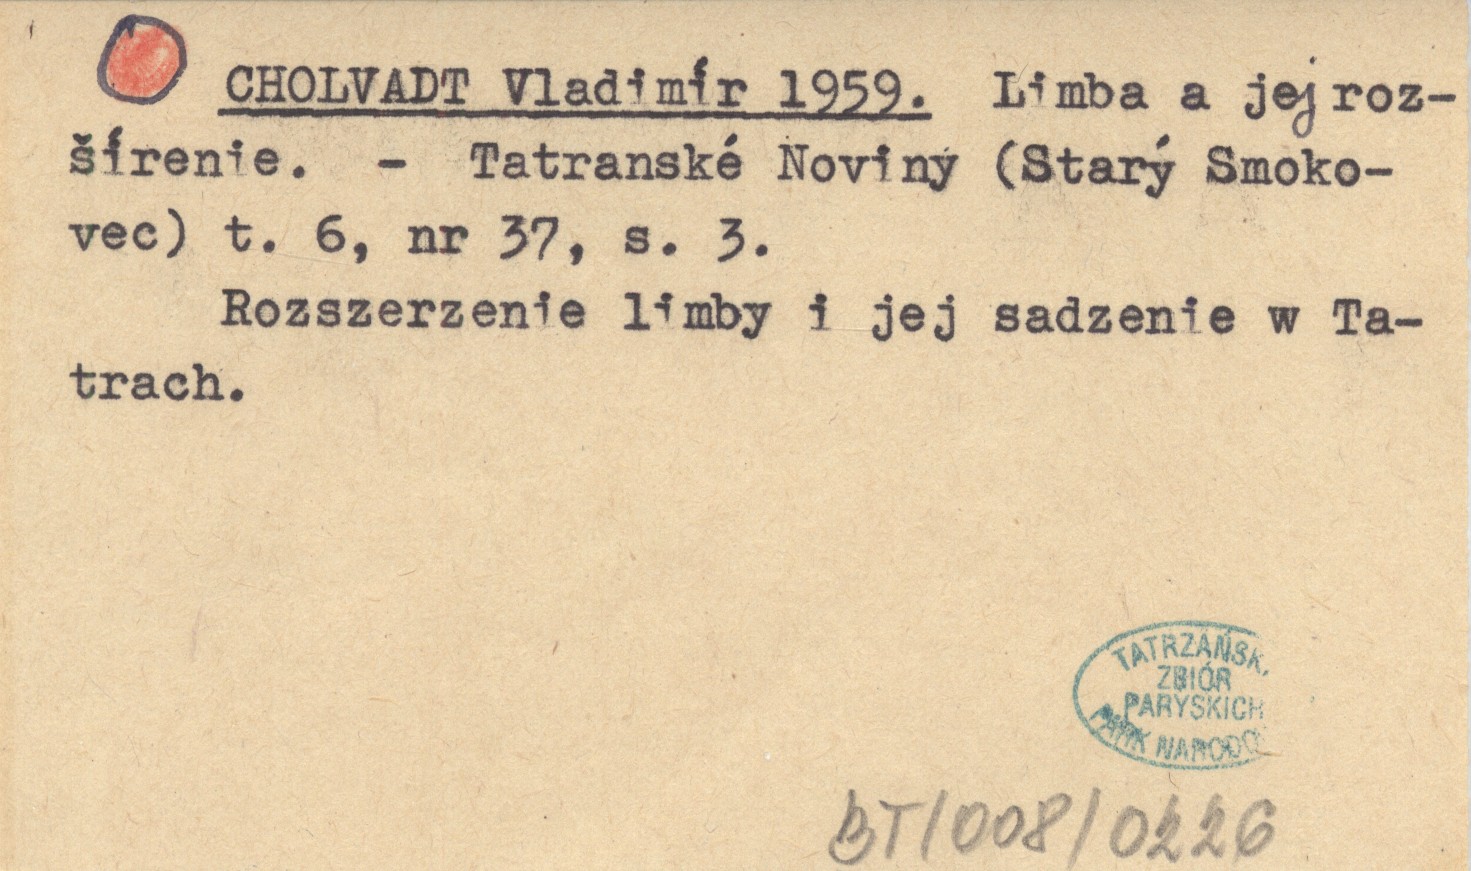 CHOLVADT Vladimír 1959. Limba a jej roz-
šírenie. - Tatranské Noviny (Starý Smoko-
vec) t. 6, nr 37, s. 3.
Rozszerzenie limby i jej sadzenie w Ta-
trach.
TATRZAŃSK
ZBIÓR
PARYSKICH
PARK NARODO
BT/008/0226